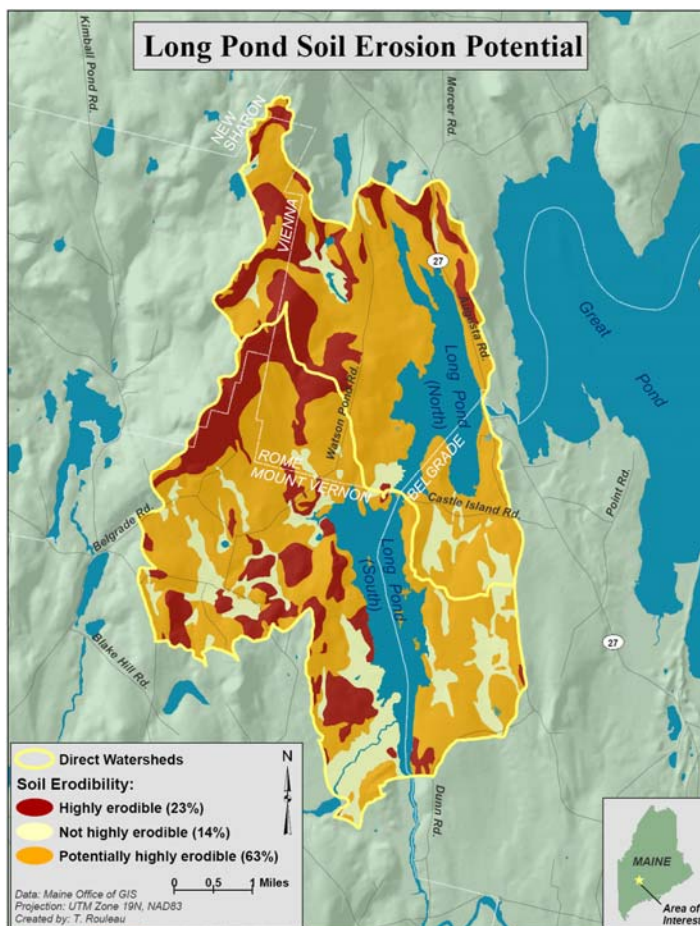 Long Pond Soil Erosion Potential
Kimball Pond Rd.
Mercer Rd.
NEW
SHARON
VIENNA
27
Augusta Rd.
Great
Pond
Long Pond
(North)
Watson Pond Rd.
ROME
MOUNT VERNON
BELGRADE
Castle Island Rd.
Point Rd.
Belgrade Rd.
Long Pond
(South)
Blake Hill Rd.
27
Dunn Rd.
Direct Watersheds
Soil Erodibility:
Highly erodible (23%)
Not highly erodible (14%)
Potentially highly erodible (63%)
N
0 0.5 1 Miles
Data: Maine Office of GIS
Projection: UTM Zone 19N, NAD83
Created by: T. Rouleau
MAINE
Area of
Interest